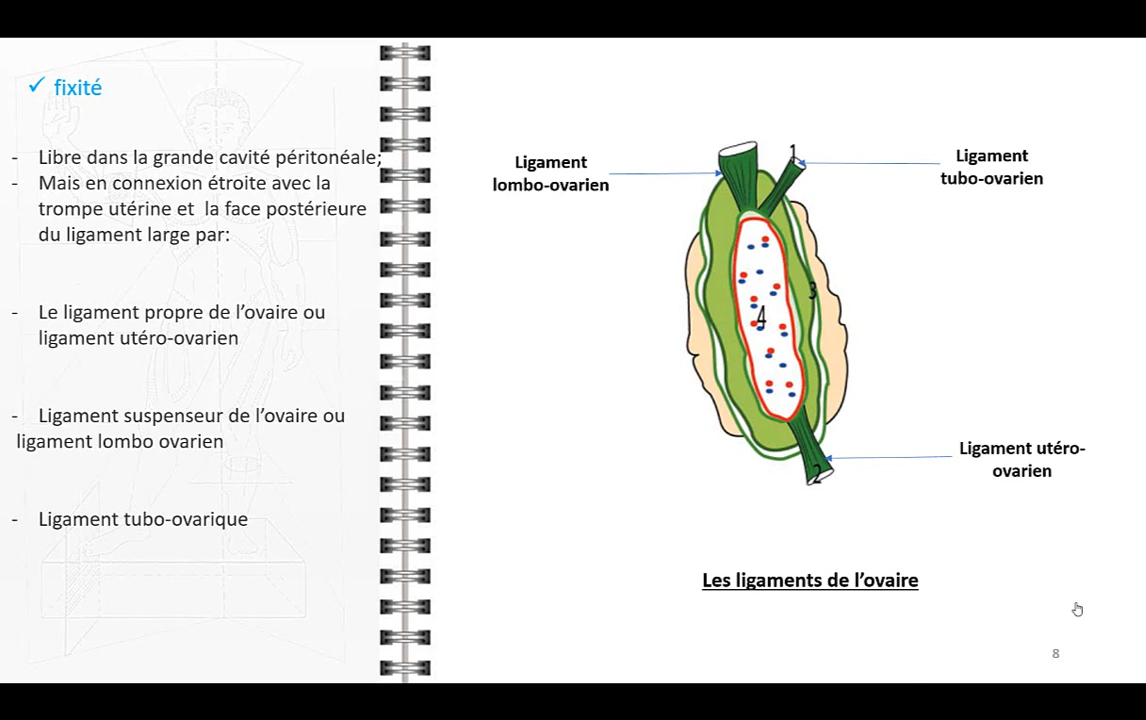 ✓ fixité
- Libre dans la grande cavité péritonéale;
- Mais en connexion étroite avec la
trompe utérine et la face postérieure
du ligament large par:
- Le ligament propre de l'ovaire ou
ligament utéro-ovarien
- Ligament suspenseur de l'ovaire ou
ligament lombo ovarien
- Ligament tubo-ovarique
Ligament
lombo-ovarien
1
Ligament
tubo-ovarien
3
4
Ligament utéro-
ovarien
2
Les ligaments de l'ovaire
8